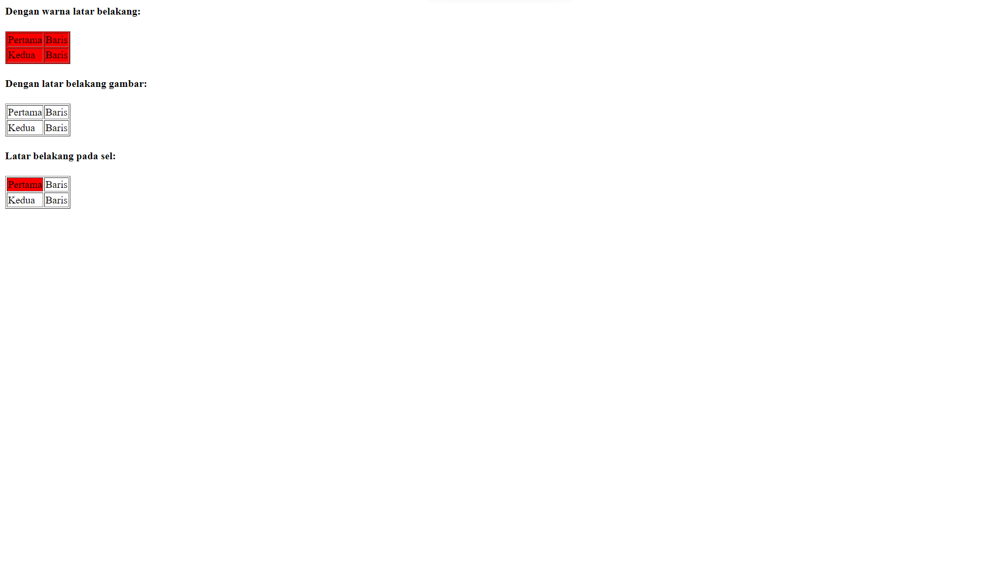 Dengan warna latar belakang:
Pertama Baris
Kedua Baris
Dengan latar belakang gambar:
Pertama Baris
Kedua Baris
Latar belakang pada sel:
Pertama Baris
Kedua Baris